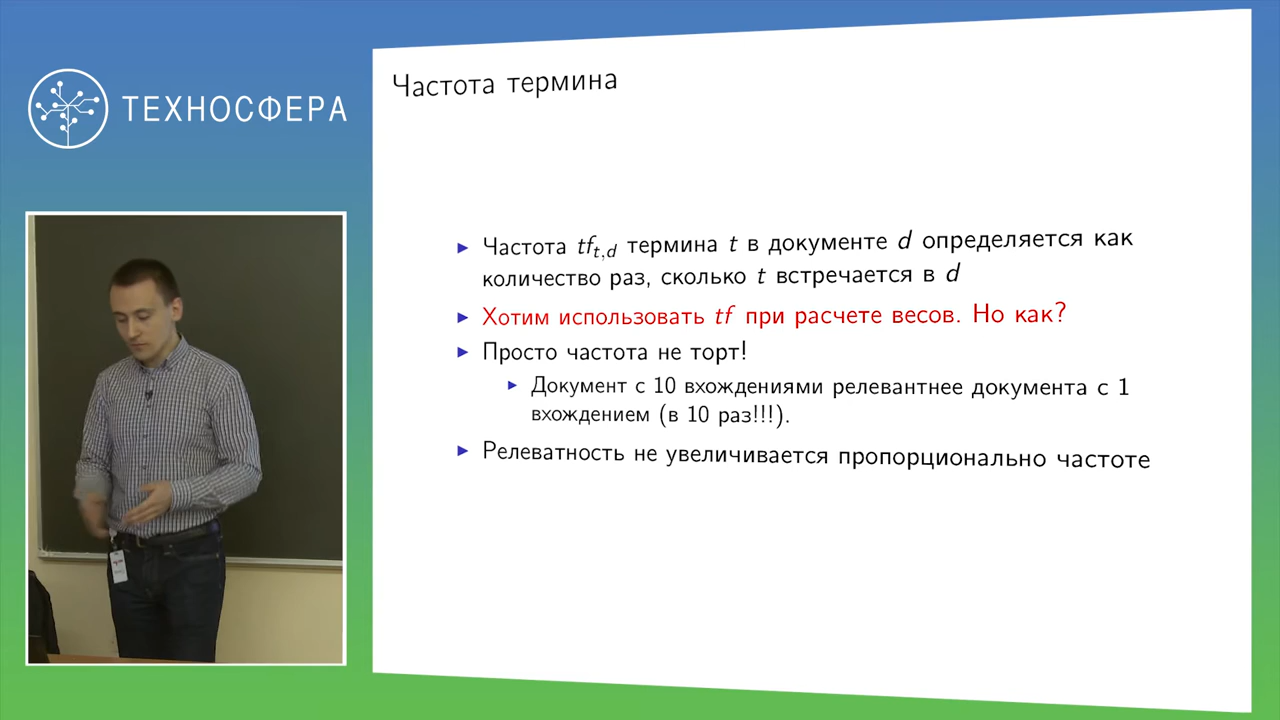 ТЕХНОСФЕРА
Частота термина
Частота tf_{t,d} термина t в документе d определяется как
количество раз, сколько t встречается в d
Хотим использовать tf при расчете весов. Но как?
Просто частота не торт!
Документ с 10 вхождениями релевантнее документа с 1
вхождением (в 10 раз!!!).
Релеватность не увеличивается пропорционально частоте